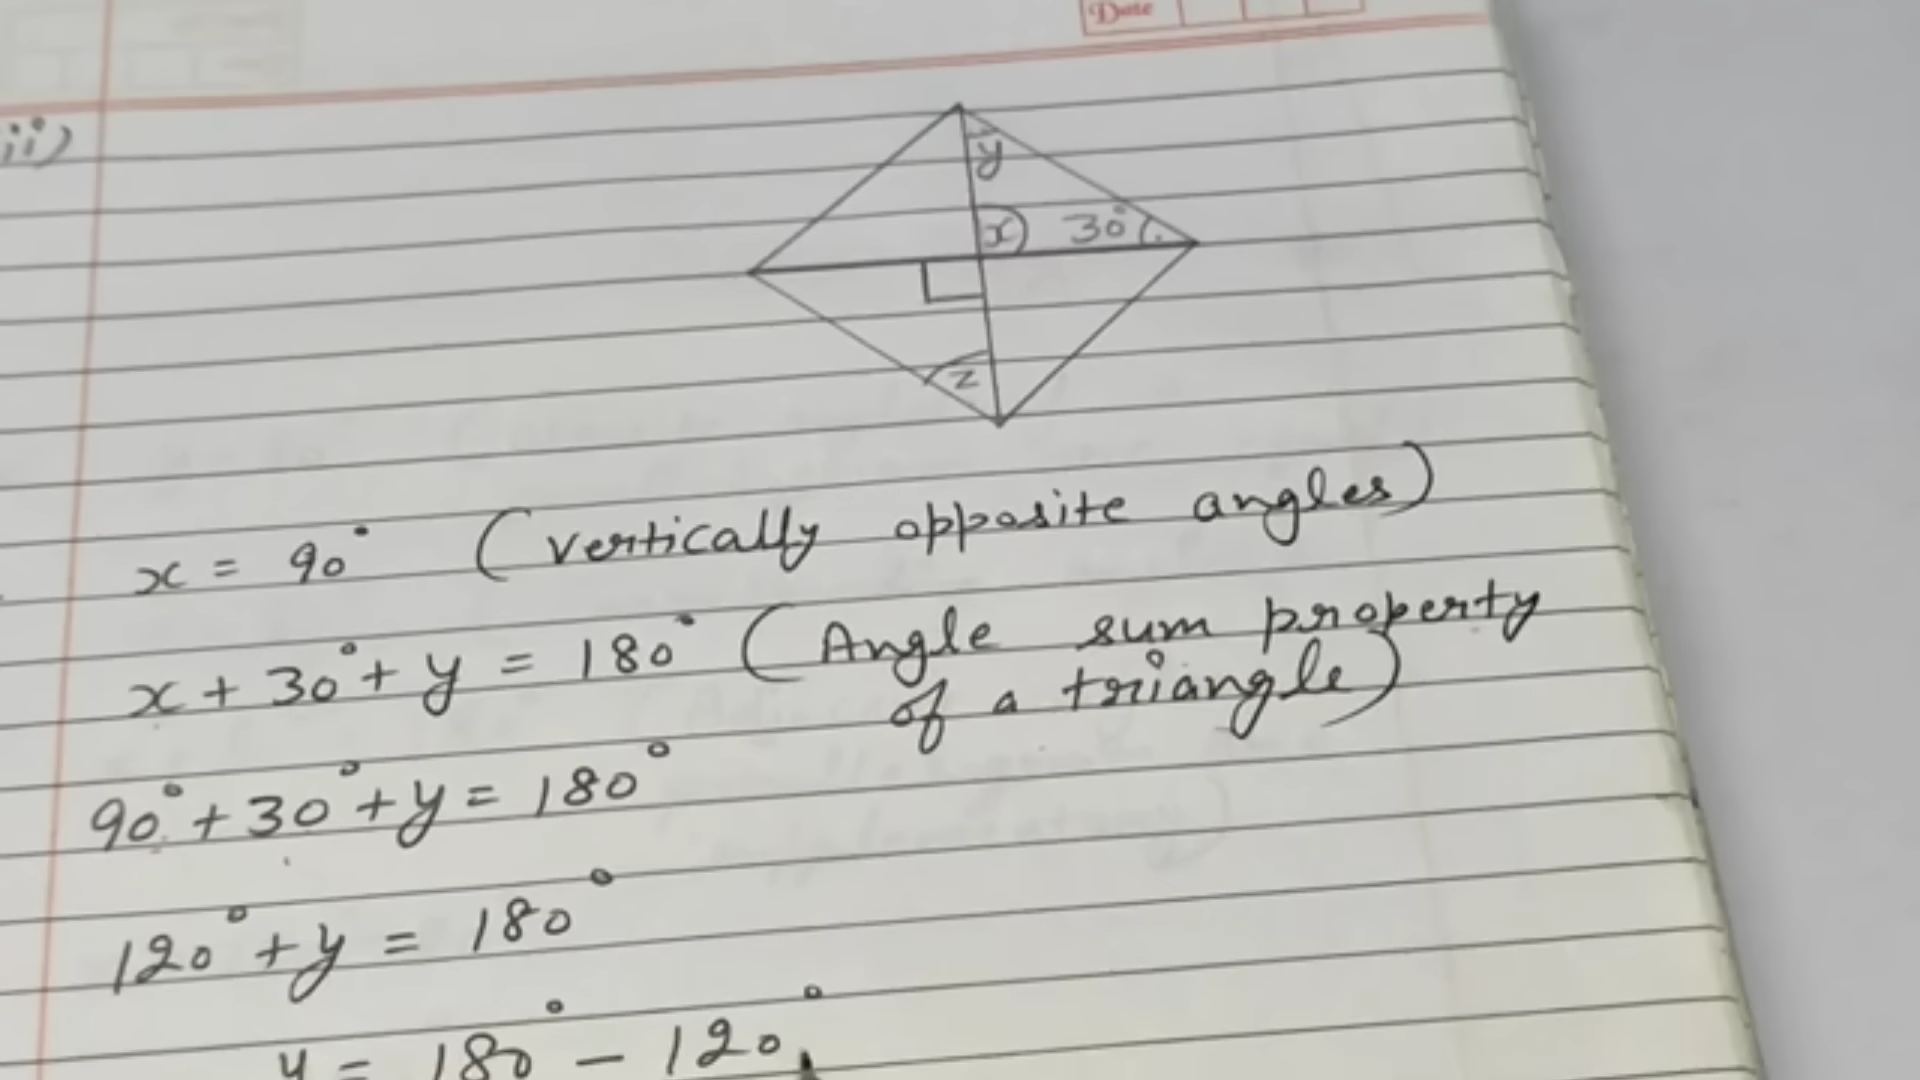 Date
ii)
y
x 30°
z
x = 90° (vertically opposite angles)
x + 30° + y = 180° (Angle sum property
of a triangle)
90° + 30° + y = 180°
120° + y = 180°
y = 180° - 120°